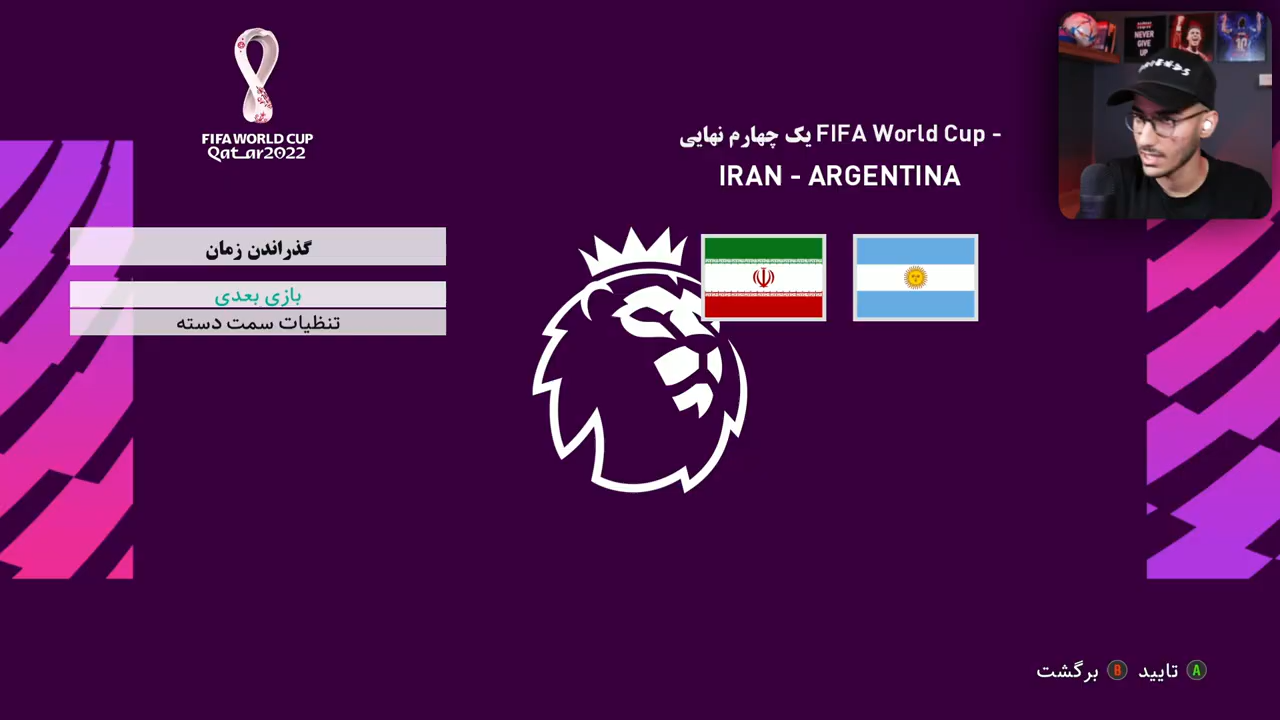 FIFA WORLD CUP
Qatar2022
FIFA World Cup - یک چهارم نهایی
IRAN - ARGENTINA
گذراندن زمان
بازی بعدی
تنظیات سمت دسته
NEVER
GIVE
UP
10
A تایید B برگشت